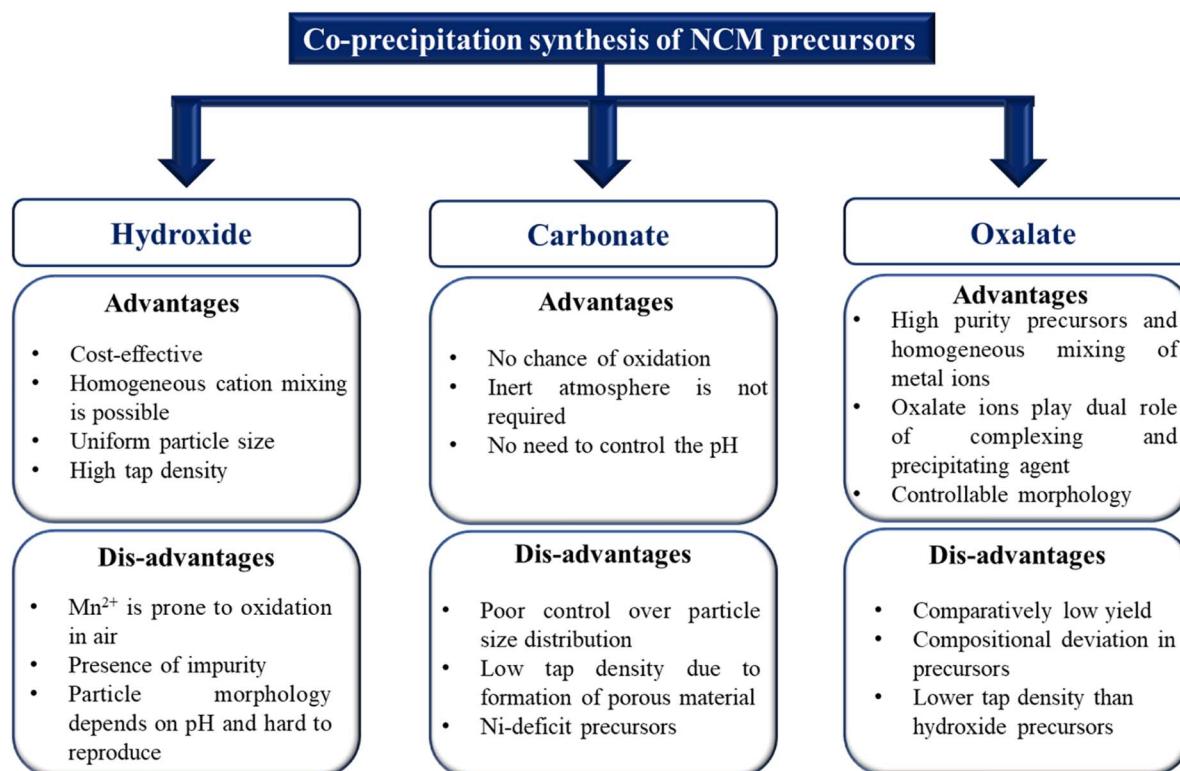 Co-precipitation synthesis of NCM precursors
Hydroxide
Advantages
• Cost-effective
• Homogeneous cation mixing
is possible
• Uniform particle size
• High tap density
Dis-advantages
• Mn²⁺ is prone to oxidation
in air
• Presence of impurity
• Particle morphology
depends on pH and hard to
reproduce
Carbonate
Advantages
• No chance of oxidation
• Inert atmosphere is not
required
• No need to control the pH
Dis-advantages
• Poor control over particle
size distribution
• Low tap density due to
formation of porous material
• Ni-deficit precursors
Oxalate
Advantages
• High purity precursors and
homogeneous mixing of
metal ions
• Oxalate ions play dual role
of complexing and
precipitating agent
• Controllable morphology
Dis-advantages
• Comparatively low yield
• Compositional deviation in
precursors
• Lower tap density than
hydroxide precursors